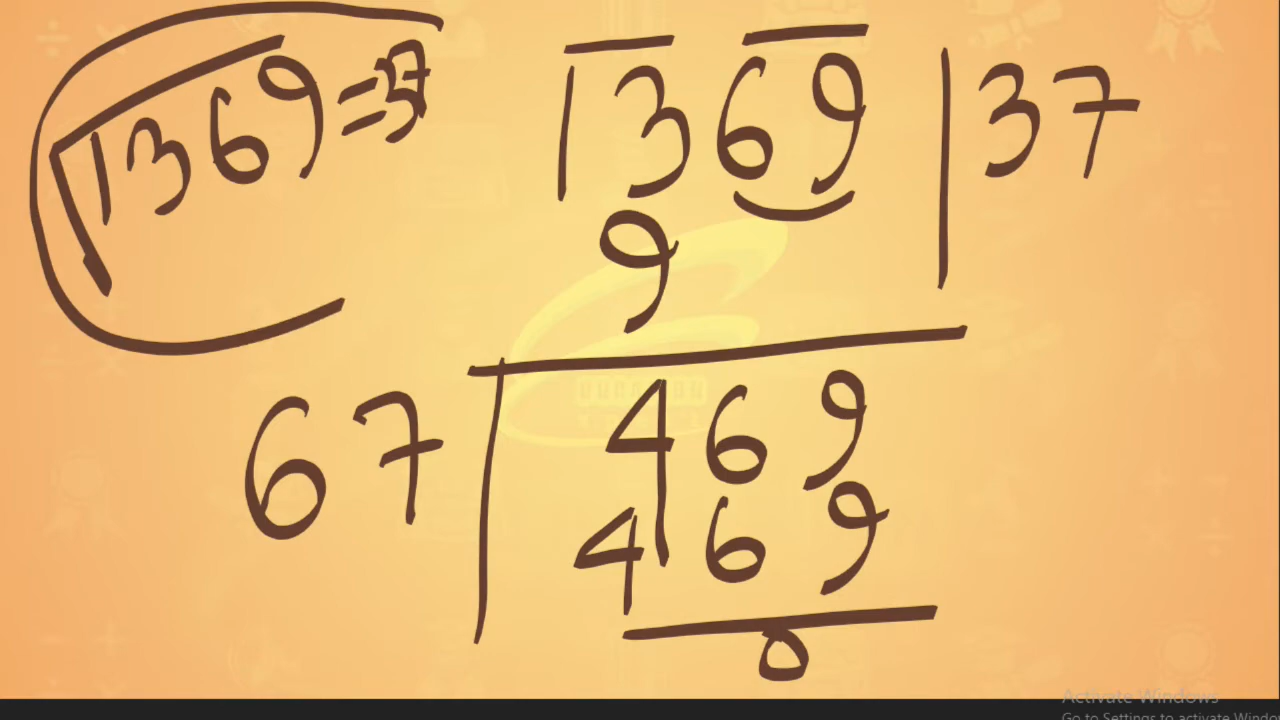 √1369 = 37
1369 | 37
9
67 | 469
469
0
Activate Windows
Go to Settings to activate Windo